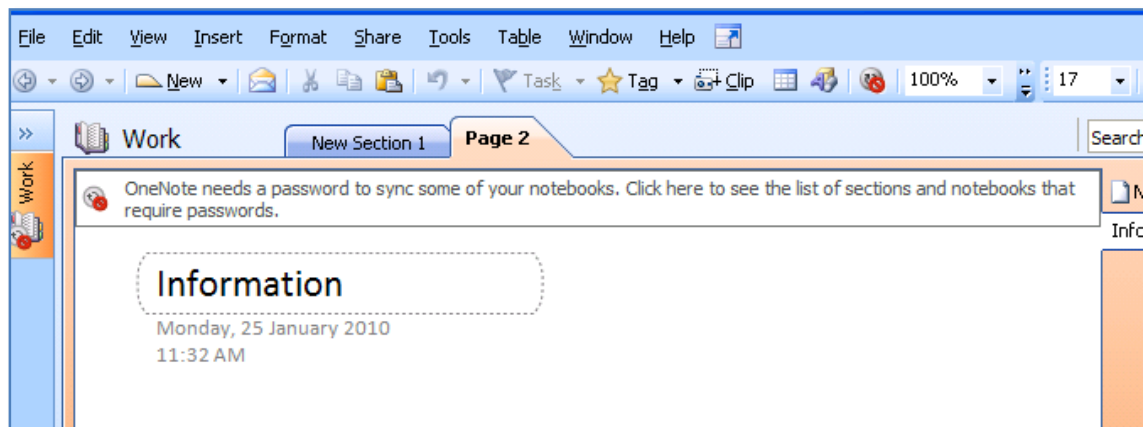 File Edit View Insert Format Share Tools Table Window Help
New Task Tag Clip 100% 17
Work New Section 1 Page 2 Search
Work
OneNote needs a password to sync some of your notebooks. Click here to see the list of sections and notebooks that
require passwords.
N
Info
Information
Monday, 25 January 2010
11:32 AM